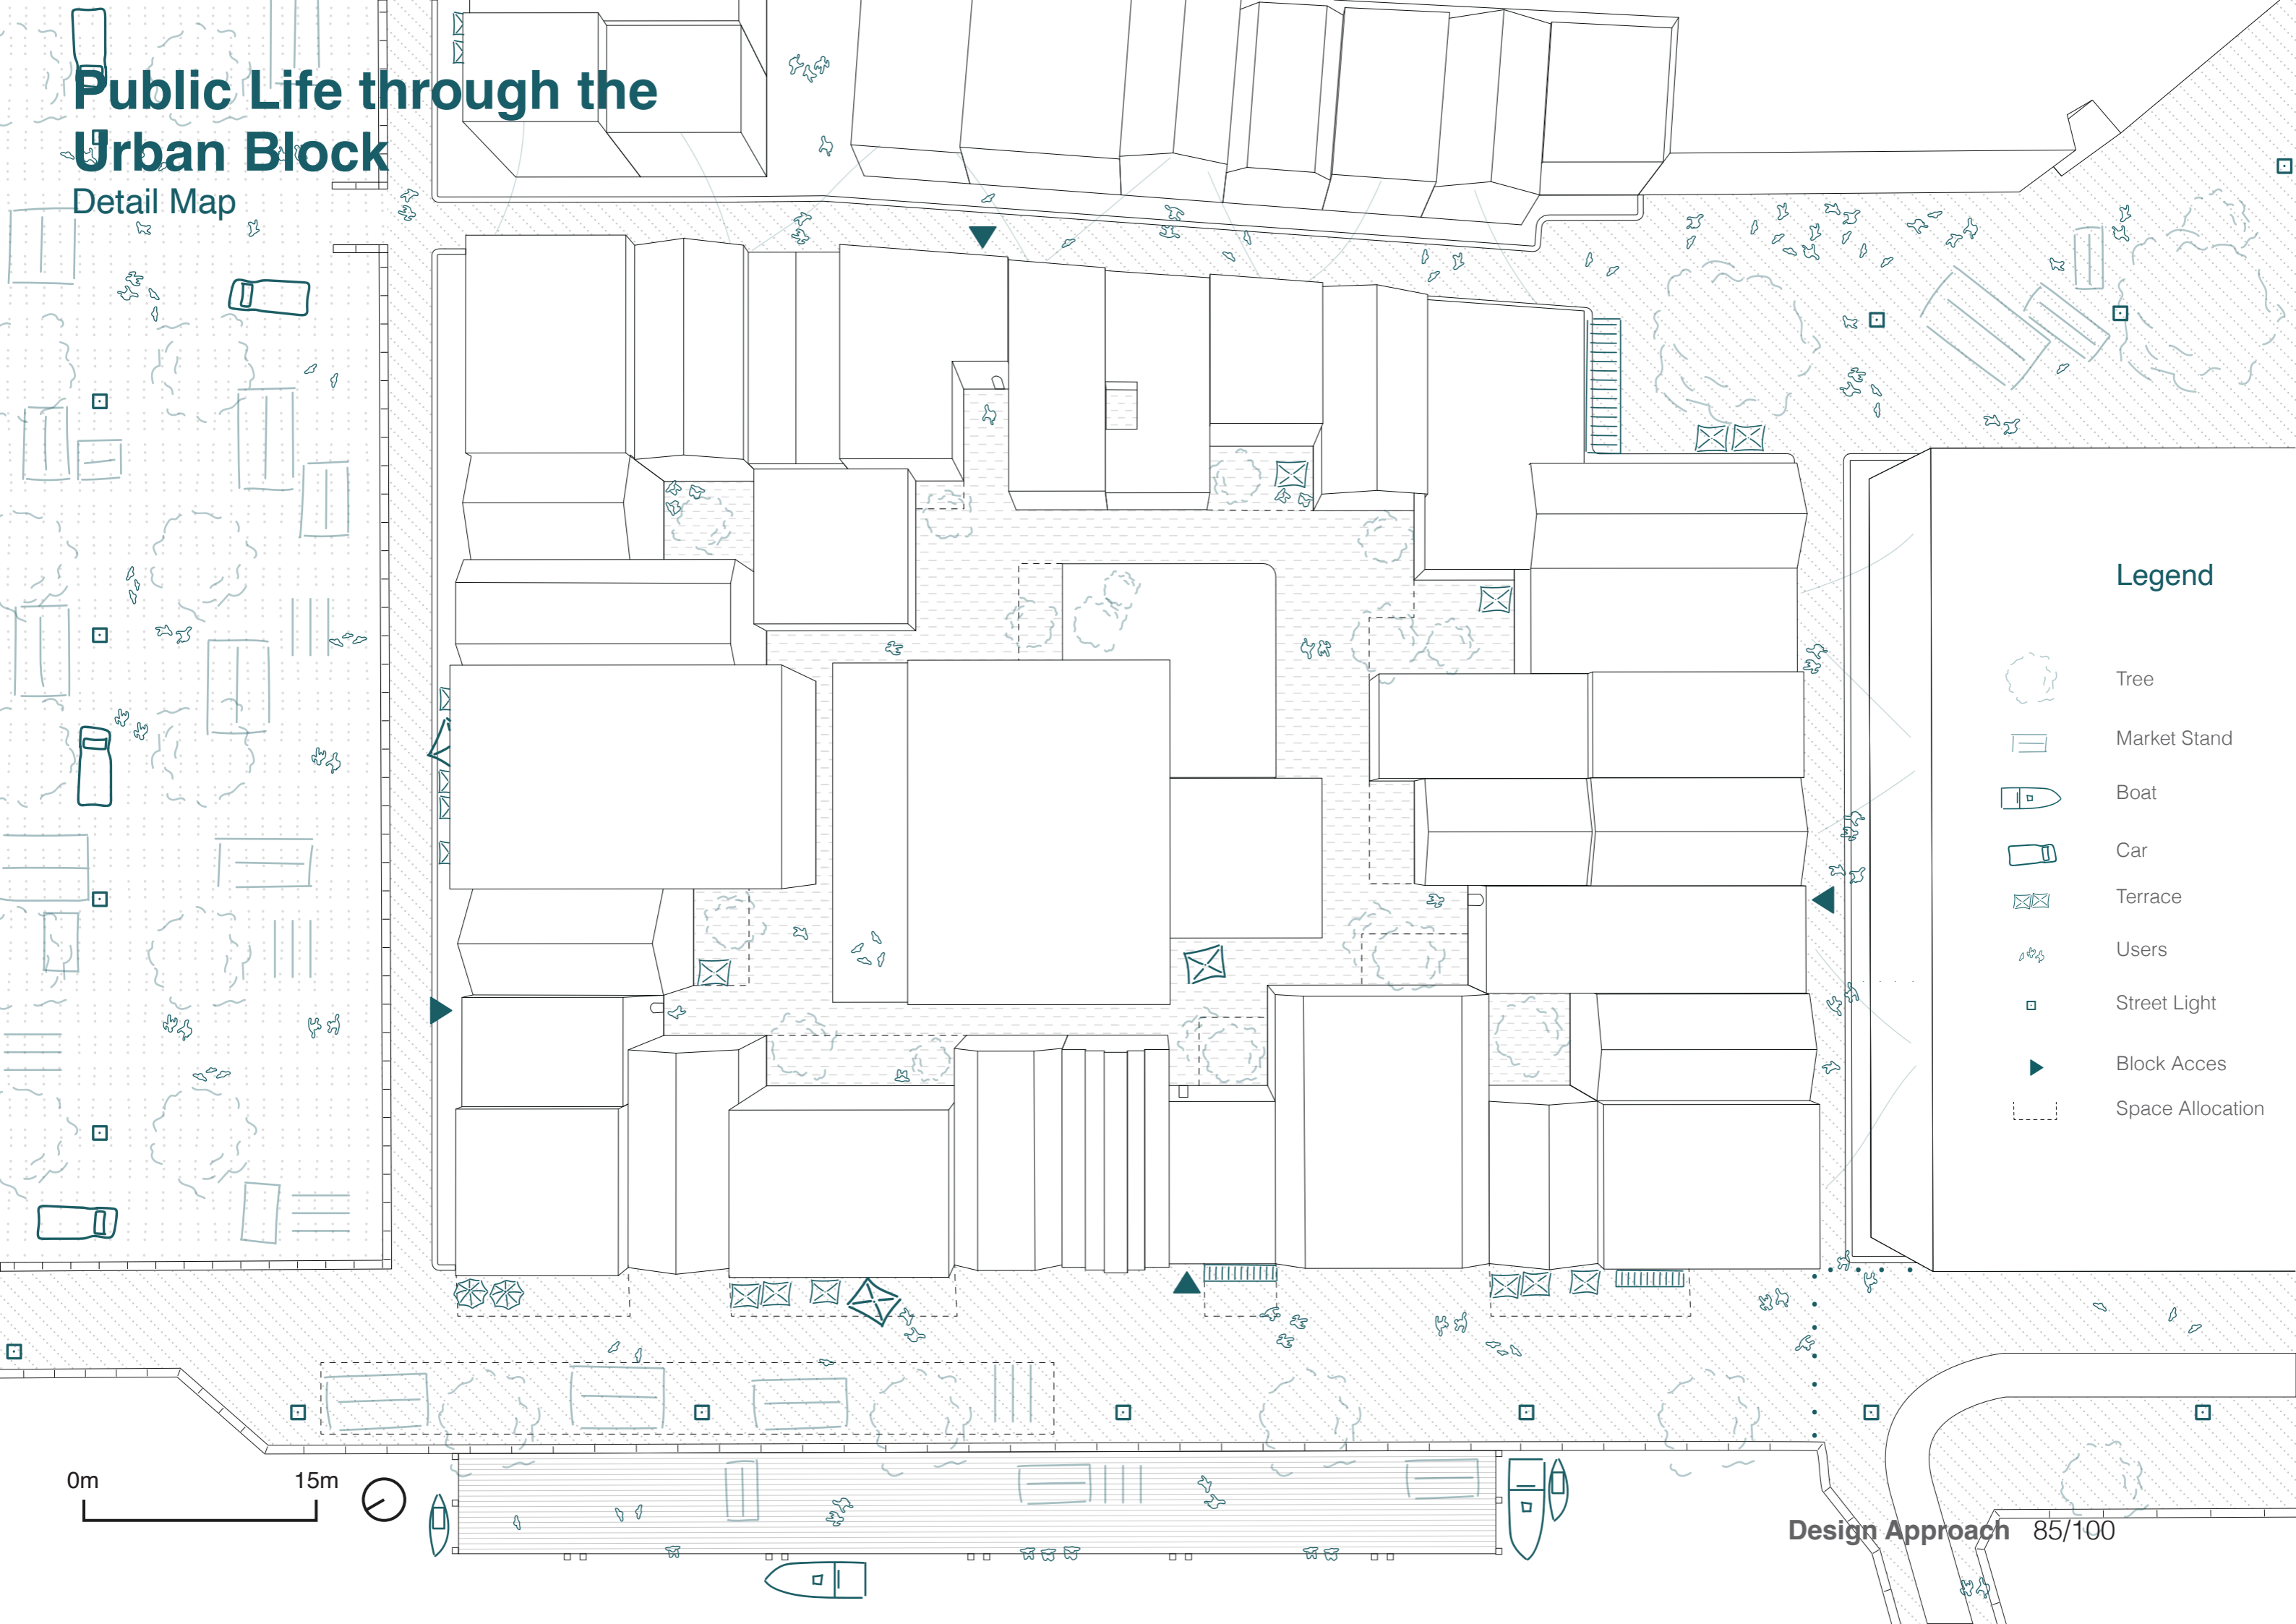 Public Life through the
Urban Block
Detail Map
Legend
Tree
Market Stand
Boat
Car
Terrace
Users
Street Light
Block Acces
Space Allocation
0m 15m
Design Approach 85/100